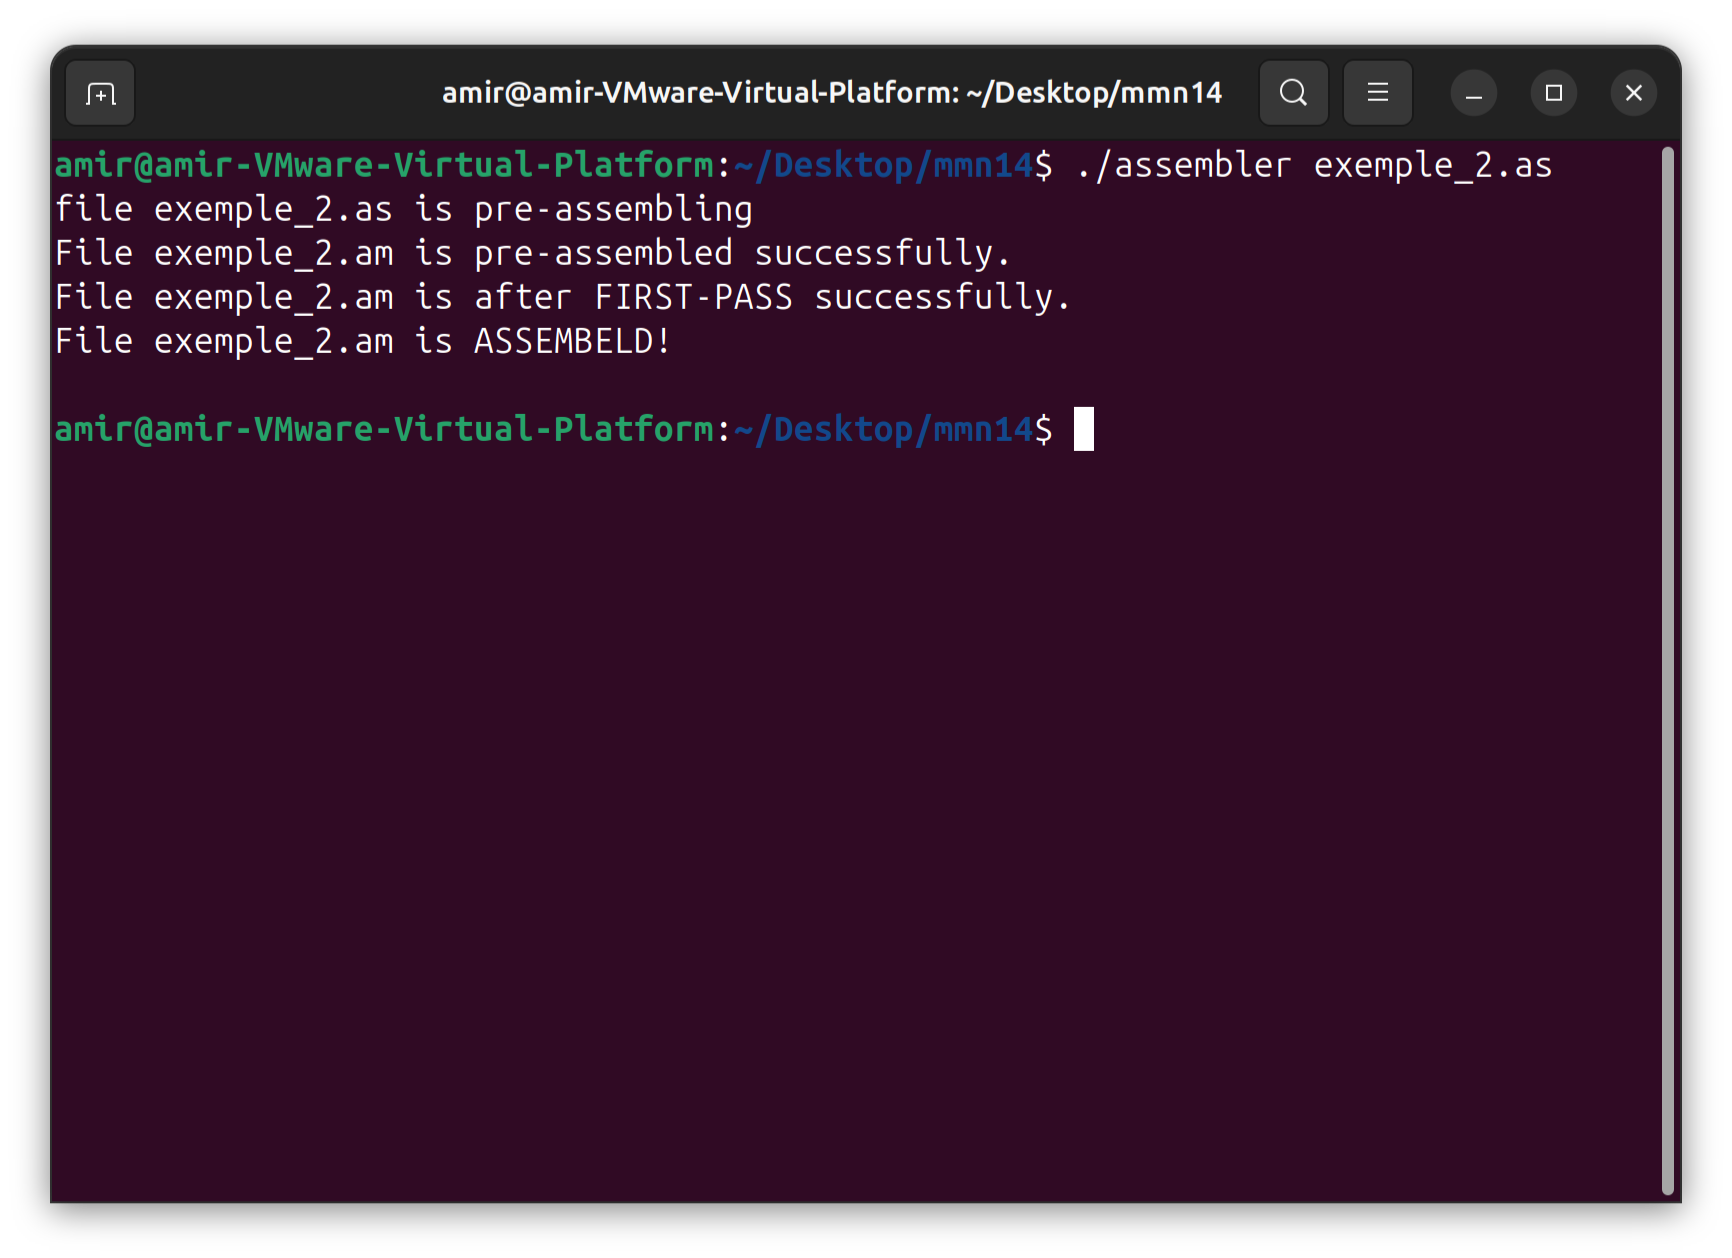 amir@amir-VMware-Virtual-Platform: ~/Desktop/mmn14
amir@amir-VMware-Virtual-Platform:~/Desktop/mmn14$ ./assembler exemple_2.as
file exemple_2.as is pre-assembling
File exemple_2.am is pre-assembled successfully.
File exemple_2.am is after FIRST-PASS successfully.
File exemple_2.am is ASSEMBELD!
amir@amir-VMware-Virtual-Platform:~/Desktop/mmn14$